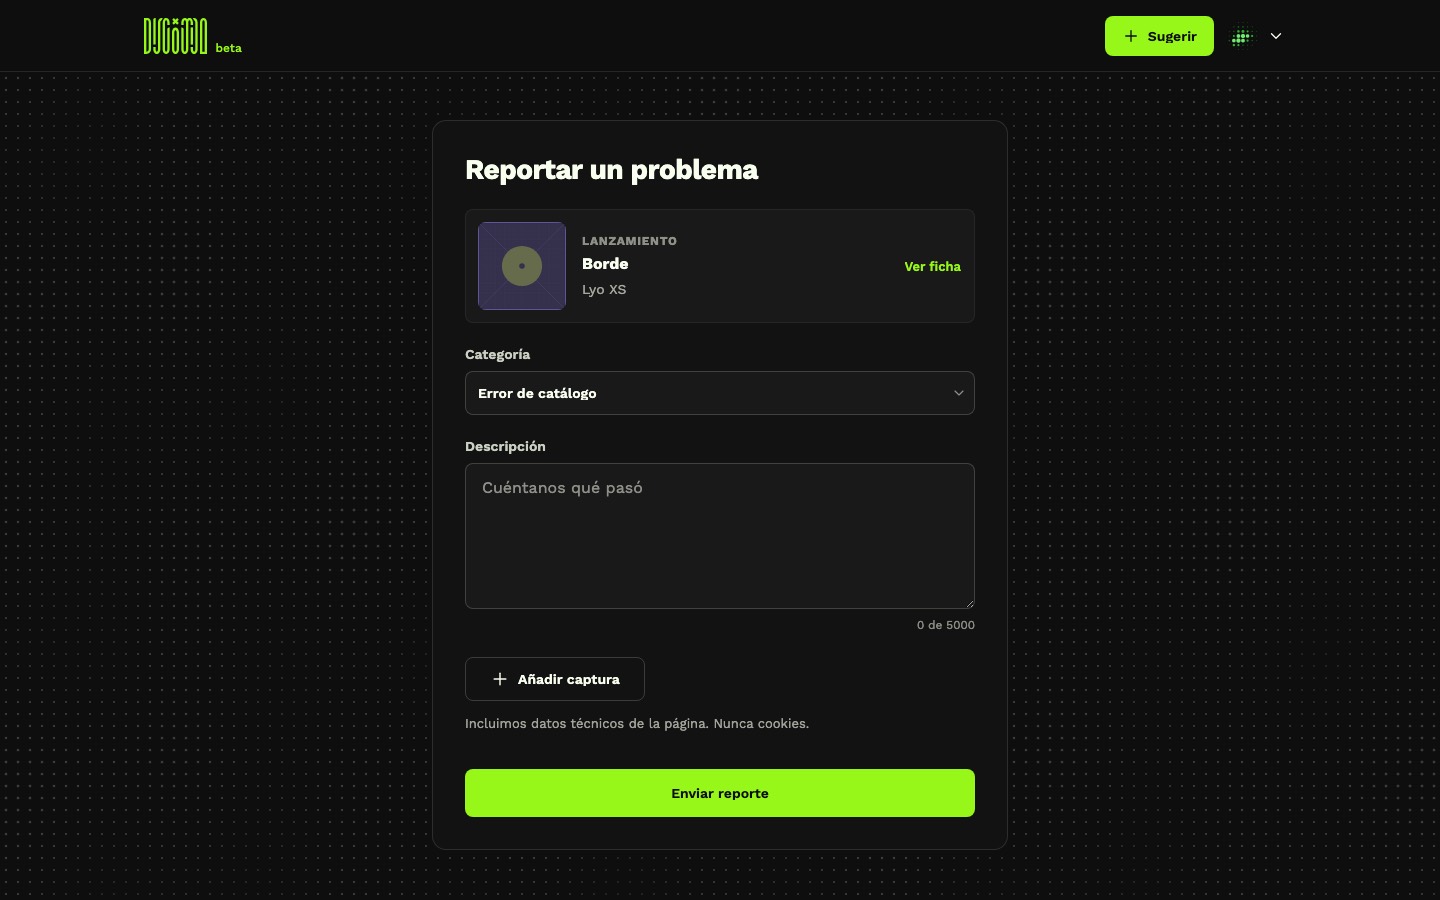 beta
Sugerir
Reportar un problema
LANZAMIENTO
Borde
Lyo XS
Ver ficha
Categoría
Error de catálogo
Descripción
Cuéntanos qué pasó
0 de 5000
Añadir captura
Incluimos datos técnicos de la página. Nunca cookies.
Enviar reporte